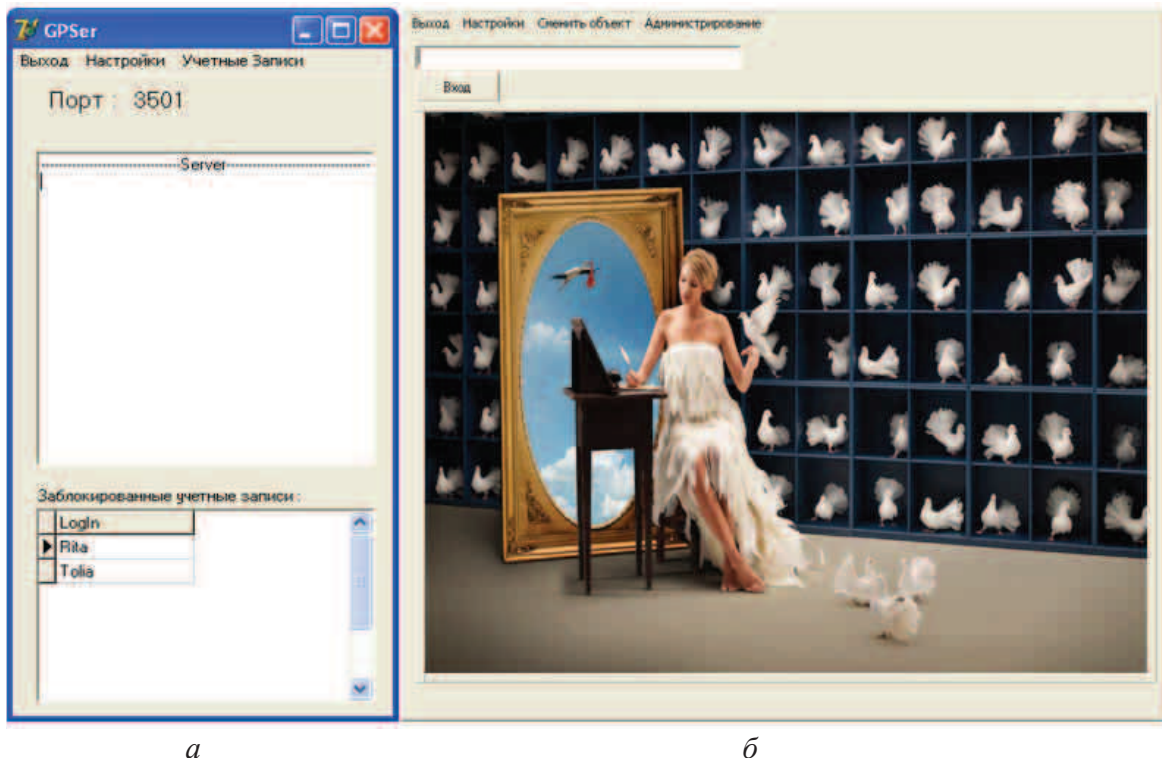 GPSer
Выход Настройки Учетные Записи
Порт : 3501
Server
Заблокированные учетные записи :
LogIn
Rita
Tolia
а
Выход Настройки Сменить объект Администрирование
Вход
б